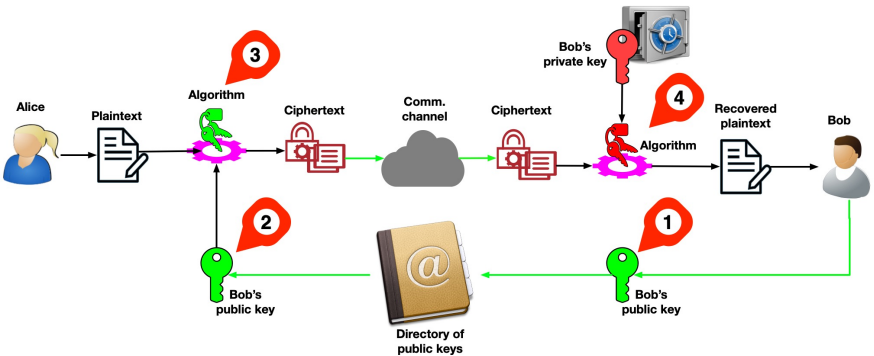 3
Bob's
private key
4
Alice
Plaintext
Algorithm
Ciphertext
Comm.
channel
Ciphertext
Algorithm
Recovered
plaintext
Bob
2
1
@
Bob's
public key
Bob's
public key
Directory of
public keys